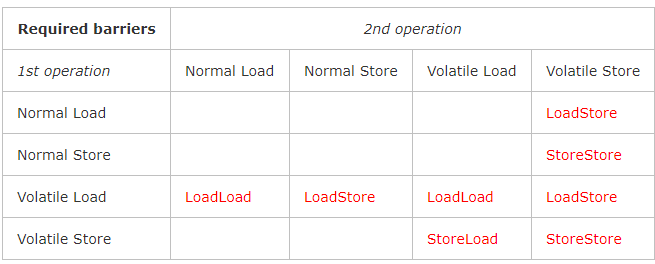 Required barriers 2nd operation
1st operation Normal Load Normal Store Volatile Load Volatile Store
Normal Load LoadStore
Normal Store StoreStore
Volatile Load LoadLoad LoadStore LoadLoad LoadStore
Volatile Store StoreLoad StoreStore